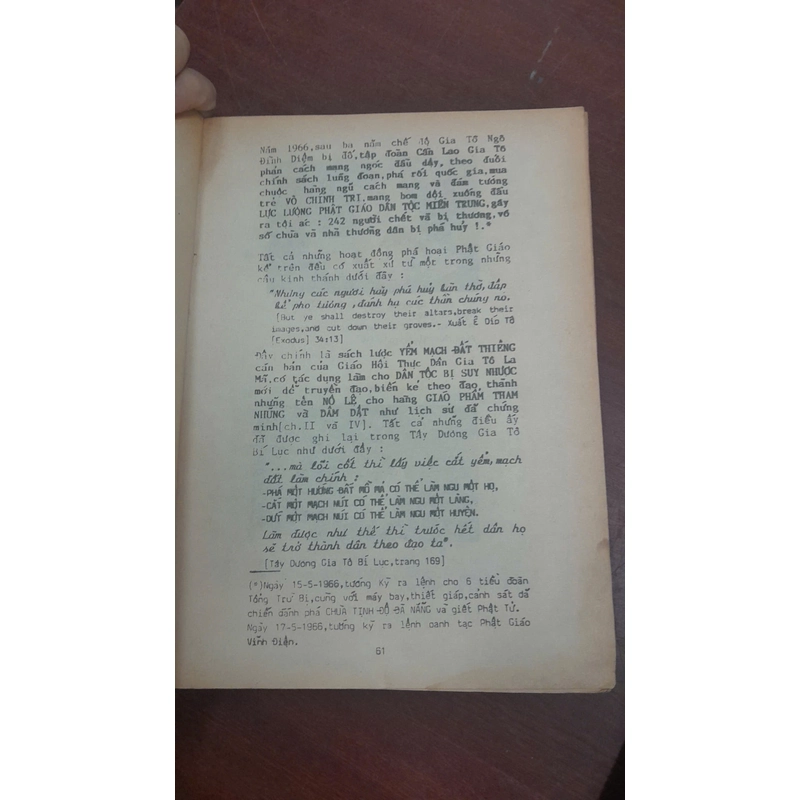 Năm 1966,sau ba năm chế độ Gia Tô Ngô
Đình Diệm bị đổ,tập đoàn Cần Lao Gia Tô
phản cách mạng ngóc đầu dậy, theo đuổi
chính sách lũng đoạn,phá rối quốc gia,mua
chuộc hàng ngũ cách mạng và đám tướng
trẻ VÔ CHÍNH TRỊ,mang bom dội xuống đầu
LỰC LƯỢNG PHẬT GIÁO DÂN TỘC MIỀN TRUNG,gây
ra tội ác : 242 người chết và bị thương,vô
số chùa và nhà thường dân bị phá huỷ !.*
Tất cả những hoạt động phá hoại Phật Giáo
kể trên đều có xuất xứ từ một trong những
câu kinh thánh dưới đây :
"Nhưng các người hãy phá huỷ bàn thờ,đập
bể pho tượng ,đánh hạ các thần chúng nó.
[But ye shall destroy their altars,break their
images,and cut down their groves.- Xuất Ê Díp Tô
[Exodus] 34:13]
Đây chính là sách lược YỂM MẠCH ĐẤT THIÊNG
căn bản của Giáo Hội Thực Dân Gia Tô La
Mã,có tác dụng làm cho DÂN TỘC BỊ SUY NHƯỢC
mới dễ truyền đạo,biến kẻ theo đạo, thành
những tên NÔ LỆ cho hàng GIÁO PHẨM THAM
NHŨNG và DÂM DẬT như lịch sử đã chứng
minh[ch.II và IV]. Tất cả những điều ấy
đã được ghi lại trong Tây Dương Gia Tô
Bí Lục như dưới đây :
"...mà lõi cốt thì lấy việc cắt yểm,mạch
đất làm chính :
-PHÁ MỘT HƯỚNG ĐẤT MỒ MẢ CÓ THỂ LÀM NGU MỘT HỌ,
-CẮT MỘT MẠCH NÚI CÓ THỂ LÀM NGU MỘT LÀNG,
-DỨT MỘT MẠCH NÚI CÓ THỂ LÀM NGU MỘT HUYỆN.
Làm được như thế thì trước hết dân họ
sẽ trở thành dân theo đạo ta".
[Tây Dương Gia Tô Bí Lục,trang 169]
(*)Ngày 15-5-1966,tướng Kỳ ra lệnh cho 6 tiểu đoàn
Tổng Trừ Bị,cùng với máy bay,thiết giáp,cảnh sát dã
chiến đánh phá CHÙA TỊNH ĐỘ ĐÀ NẴNG và giết Phật Tử.
Ngày 17-5-1966,tướng kỳ ra lệnh oanh tạc Phật Giáo
Vĩnh Điện.
61